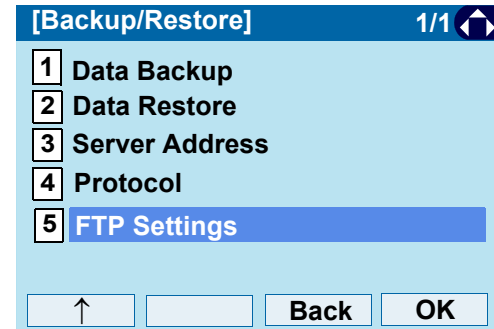 [Backup/Restore] 1/1
1 Data Backup
2 Data Restore
3 Server Address
4 Protocol
5 FTP Settings
↑ Back OK